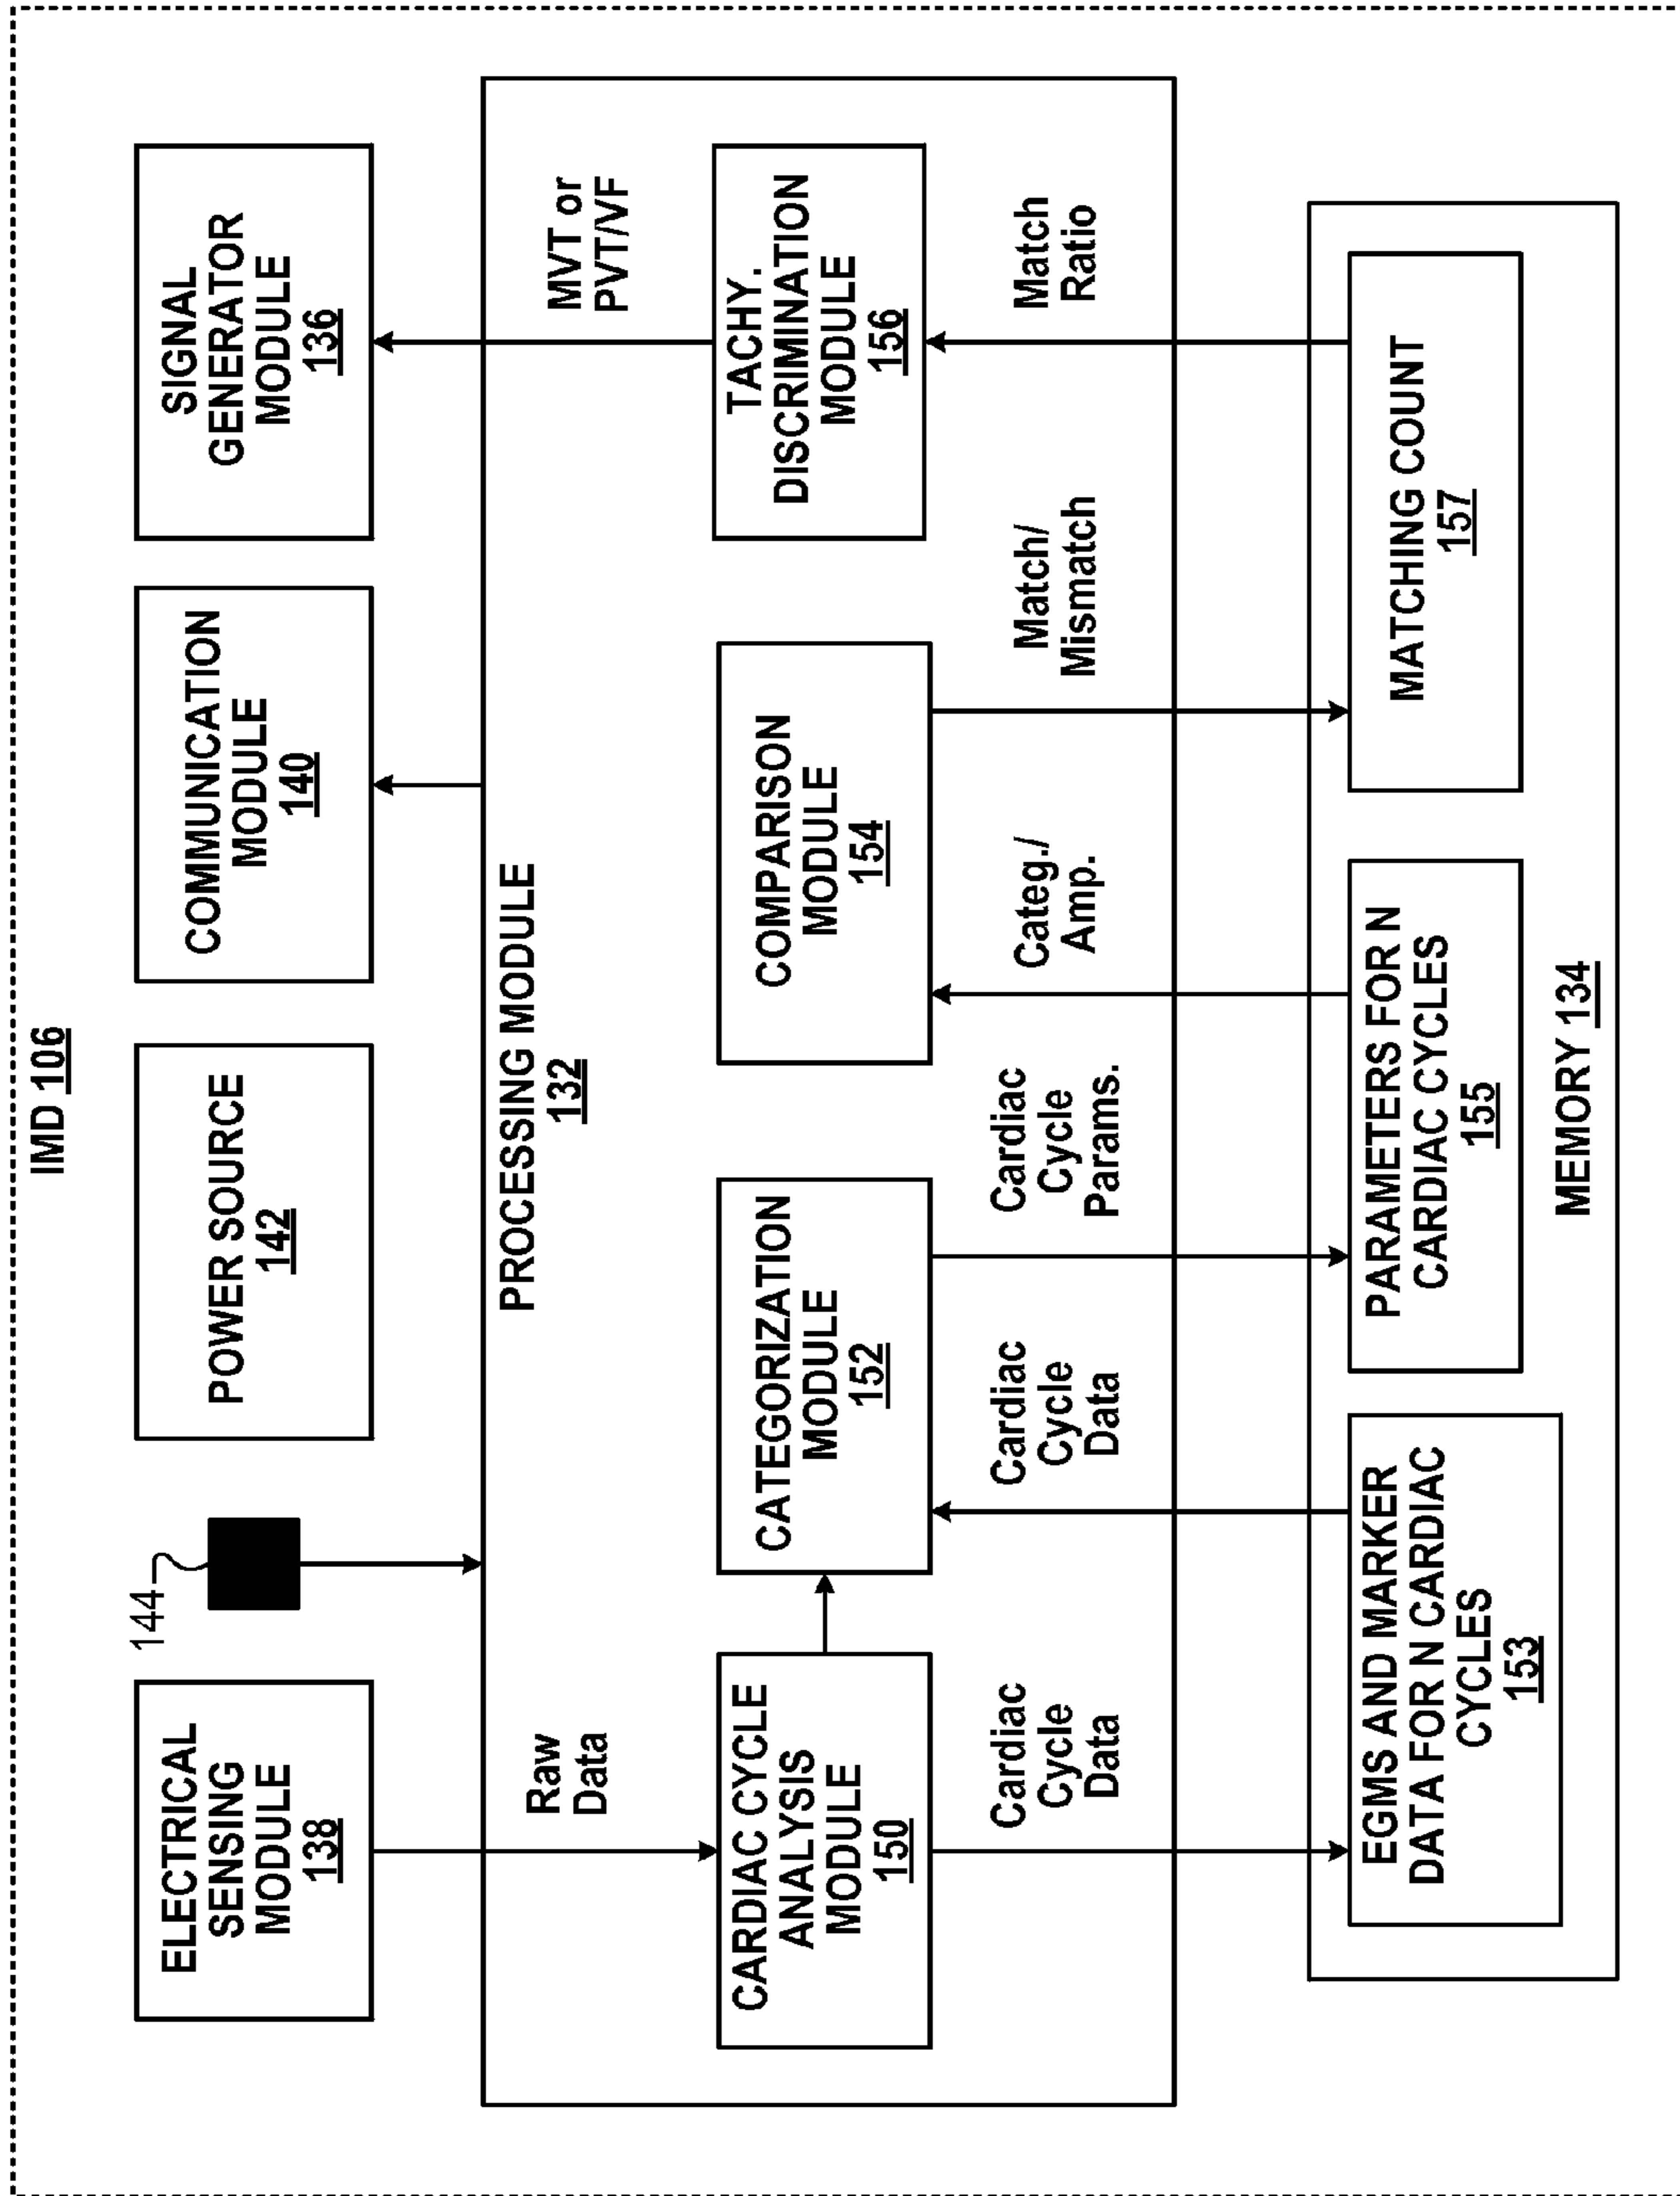 IMD 106
ELECTRICAL
SENSING
MODULE
138
144
POWER SOURCE
142
COMMUNICATION
MODULE
140
SIGNAL
GENERATOR
MODULE
136
PROCESSING MODULE
132
Raw
Data
MVT or
PVT/VF
CARDIAC CYCLE
ANALYSIS
MODULE
150
CATEGORIZATION
MODULE
152
COMPARISON
MODULE
154
TACHY.
DISCRIMINATION
MODULE
156
Cardiac
Cycle
Data
Cardiac
Cycle
Data
Cardiac
Cycle
Params.
Categ./
Amp.
Match/
Mismatch
Match
Ratio
EGMS AND MARKER
DATA FOR N CARDIAC
CYCLES
153
PARAMETERS FOR N
CARDIAC CYCLES
155
MATCHING COUNT
157
MEMORY 134